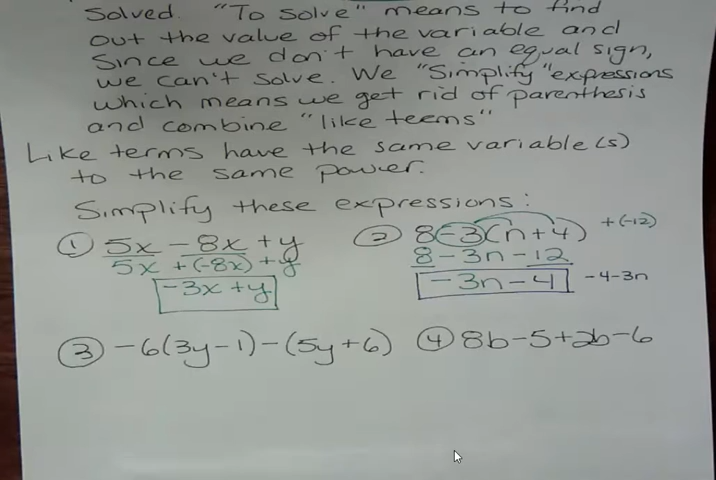 Solved. "To solve" means to find
out the value of the variable and
Since we don't have an equal sign,
we can't solve. We "Simplify" expressions
which means we get rid of parenthesis
and combine "like teems"
Like terms have the same variable(s)
to the same power.
Simplify these expressions:
① 5x - 8x + y
5x + (-8x) + y
-3x + y
② 8 - 3(n + 4) + (-12)
8 - 3n - 12
-3n - 4 -4 - 3n
③ -6(3y - 1) - (5y + 6)
④ 8b - 5 + 2b - 6